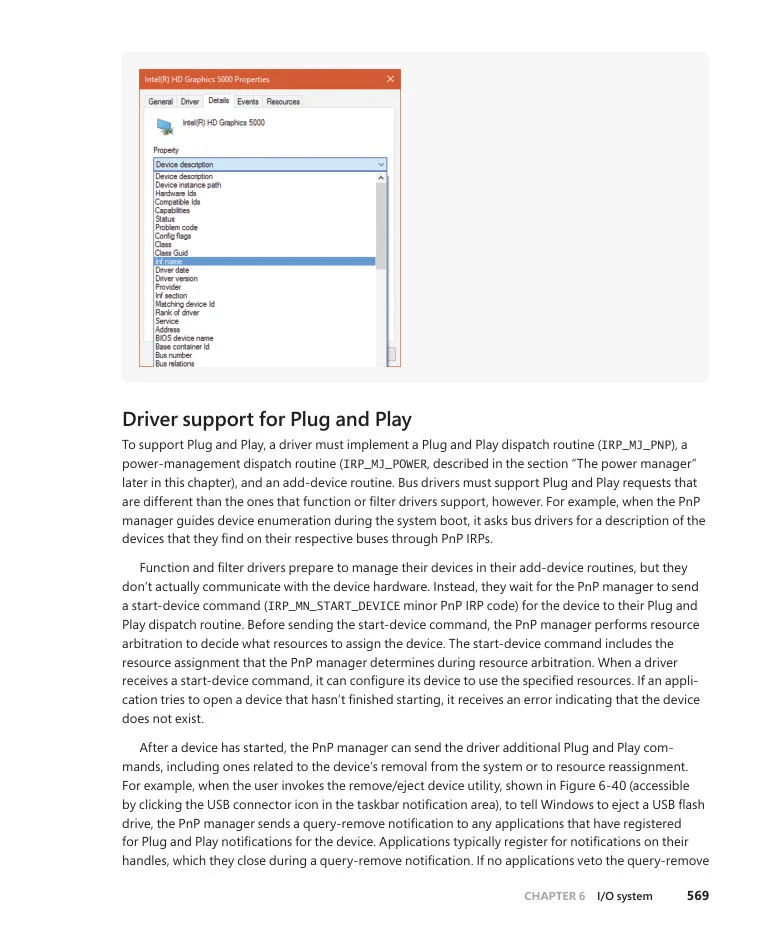 Intel(R) HD Graphics 5000 Properties
General Driver Details Events Resources
Intel(R) HD Graphics 5000
Property
Device description
Device description
Device instance path
Hardware Ids
Compatible Ids
Capabilities
Status
Problem code
Config flags
Class
Class Guid
Inf name
Driver date
Driver version
Provider
Inf section
Matching device Id
Rank of driver
Service
Address
BIOS device name
Base container Id
Bus number
Bus relations
Driver support for Plug and Play
To support Plug and Play, a driver must implement a Plug and Play dispatch routine (IRP_MJ_PNP), a
power-management dispatch routine (IRP_MJ_POWER, described in the section “The power manager”
later in this chapter), and an add-device routine. Bus drivers must support Plug and Play requests that
are different than the ones that function or filter drivers support, however. For example, when the PnP
manager guides device enumeration during the system boot, it asks bus drivers for a description of the
devices that they find on their respective buses through PnP IRPs.
Function and filter drivers prepare to manage their devices in their add-device routines, but they
don’t actually communicate with the device hardware. Instead, they wait for the PnP manager to send
a start-device command (IRP_MN_START_DEVICE minor PnP IRP code) for the device to their Plug and
Play dispatch routine. Before sending the start-device command, the PnP manager performs resource
arbitration to decide what resources to assign the device. The start-device command includes the
resource assignment that the PnP manager determines during resource arbitration. When a driver
receives a start-device command, it can configure its device to use the specified resources. If an appli-
cation tries to open a device that hasn’t finished starting, it receives an error indicating that the device
does not exist.
After a device has started, the PnP manager can send the driver additional Plug and Play com-
mands, including ones related to the device’s removal from the system or to resource reassignment.
For example, when the user invokes the remove/eject device utility, shown in Figure 6-40 (accessible
by clicking the USB connector icon in the taskbar notification area), to tell Windows to eject a USB flash
drive, the PnP manager sends a query-remove notification to any applications that have registered
for Plug and Play notifications for the device. Applications typically register for notifications on their
handles, which they close during a query-remove notification. If no applications veto the query-remove
CHAPTER 6 I/O system 569